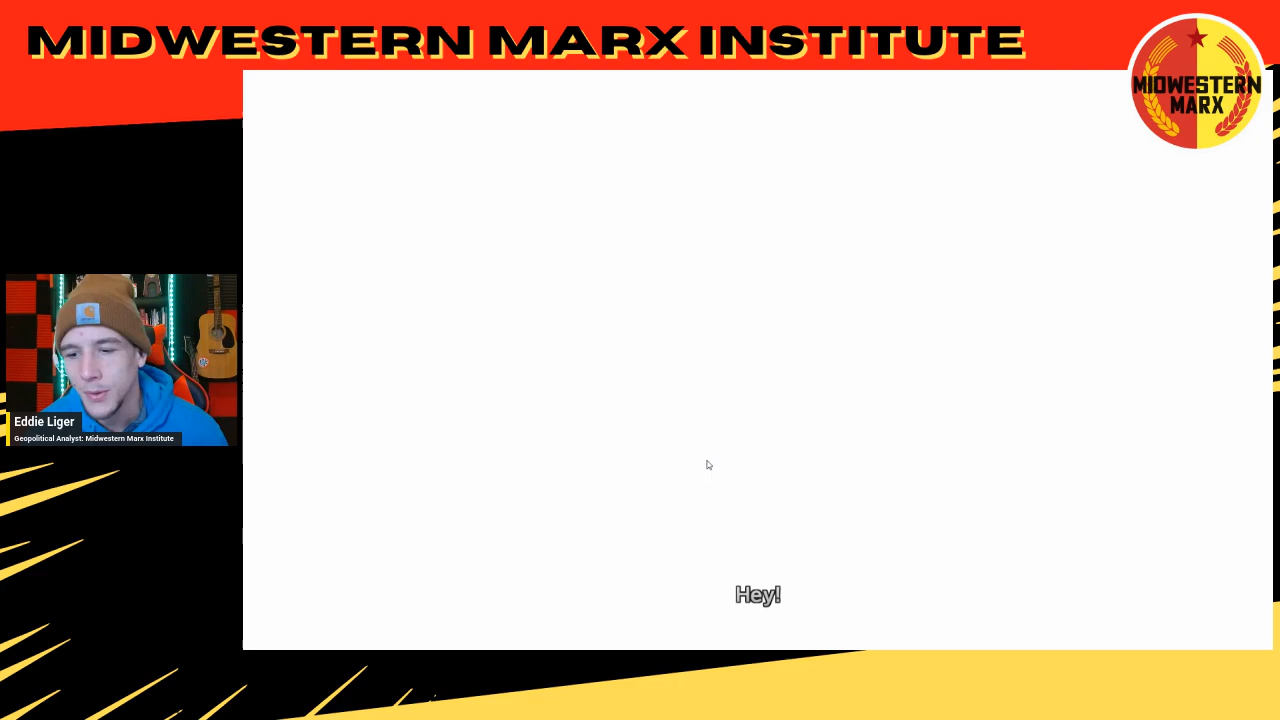 MIDWESTERN MARX INSTITUTE
MIDWESTERN
MARX
Eddie Liger
Geopolitical Analyst: Midwestern Marx Institute
Hey!